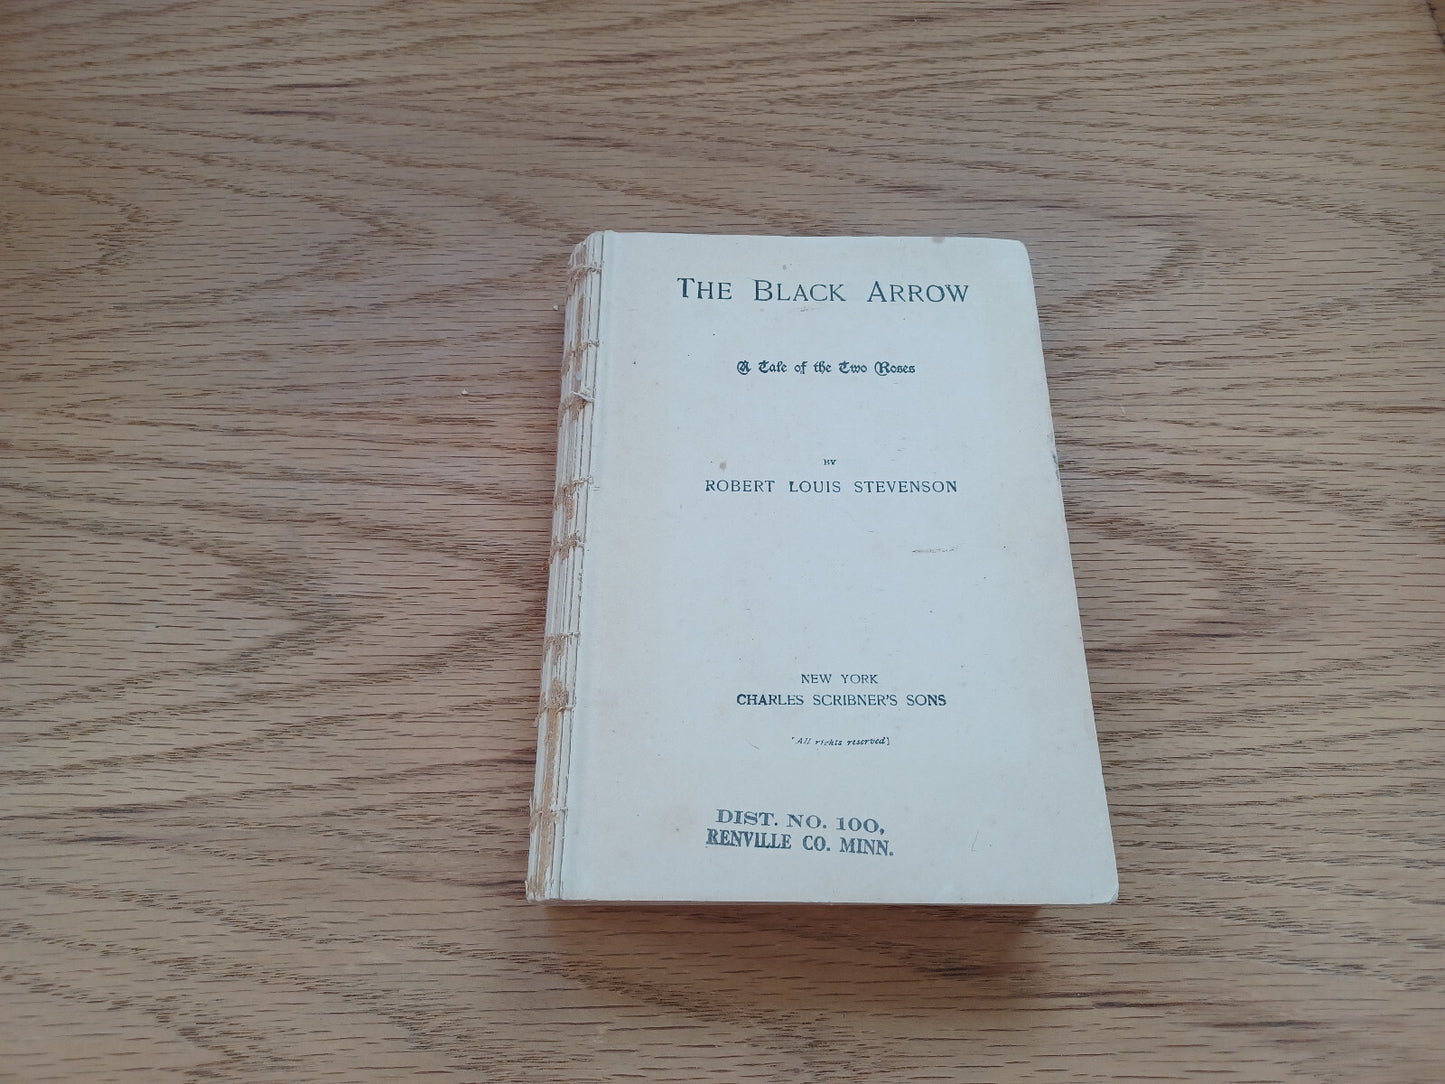 THE BLACK ARROW
A Tale of the Two Roses
BY
ROBERT LOUIS STEVENSON
NEW YORK
CHARLES SCRIBNER'S SONS
[All rights reserved]
DIST. NO. 100,
RENVILLE CO. MINN.